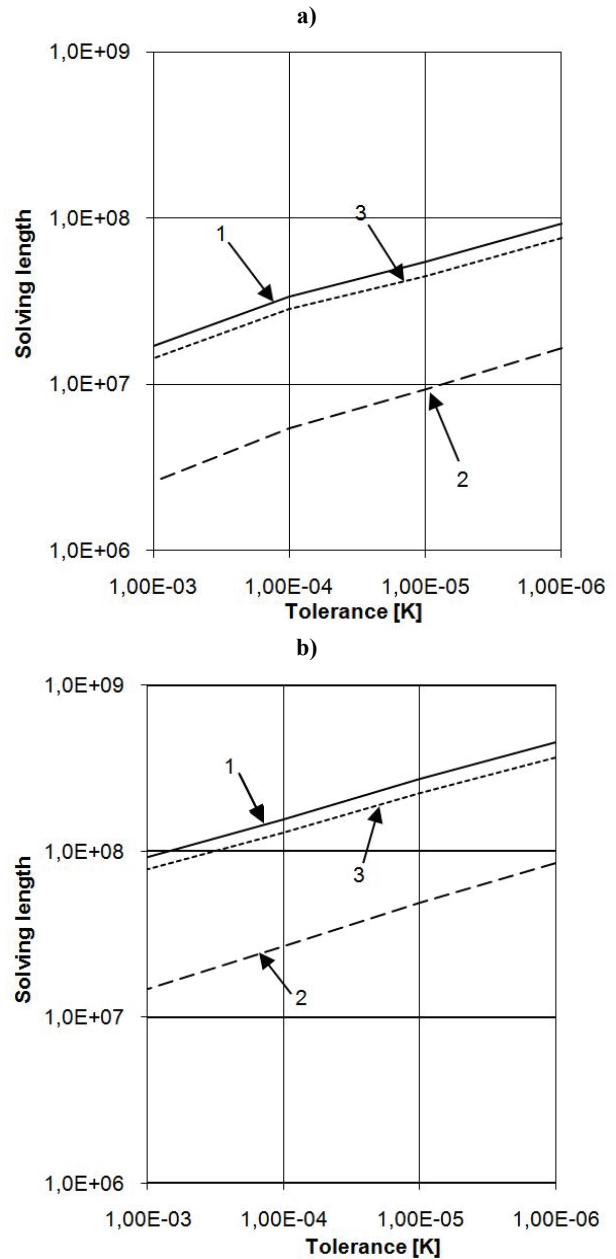 a)
1,0E+09
1,0E+08
1,0E+07
1,0E+06
Solving length
1
3
2
1,00E-03 1,00E-04 1,00E-05 1,00E-06
Tolerance [K]
b)
1,0E+09
1,0E+08
1,0E+07
1,0E+06
Solving length
1
3
2
1,00E-03 1,00E-04 1,00E-05 1,00E-06
Tolerance [K]